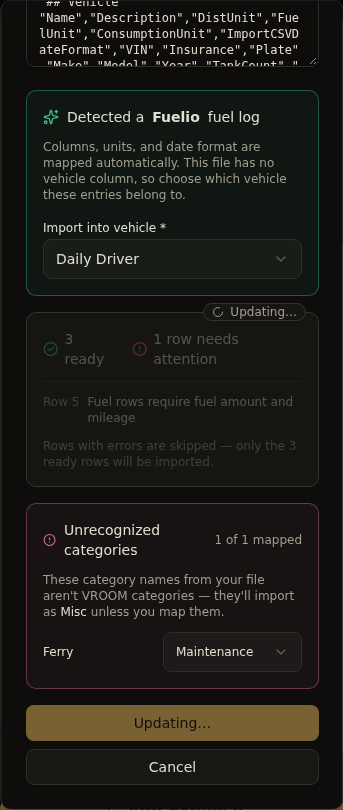 ## Vehicle
"Name","Description","DistUnit","Fue
lUnit","ConsumptionUnit","ImportCSVD
ateFormat","VIN","Insurance","Plate"
,"Make","Model","Year","TankCount","
Detected a Fuelio fuel log
Columns, units, and date format are
mapped automatically. This file has no
vehicle column, so choose which vehicle
these entries belong to.
Import into vehicle *
Daily Driver
Updating…
3
ready
1 row needs
attention
Row 5 Fuel rows require fuel amount and
mileage
Rows with errors are skipped — only the 3
ready rows will be imported.
Unrecognized
categories
1 of 1 mapped
These category names from your file
aren't VROOM categories — they'll import
as Misc unless you map them.
Ferry
Maintenance
Updating…
Cancel